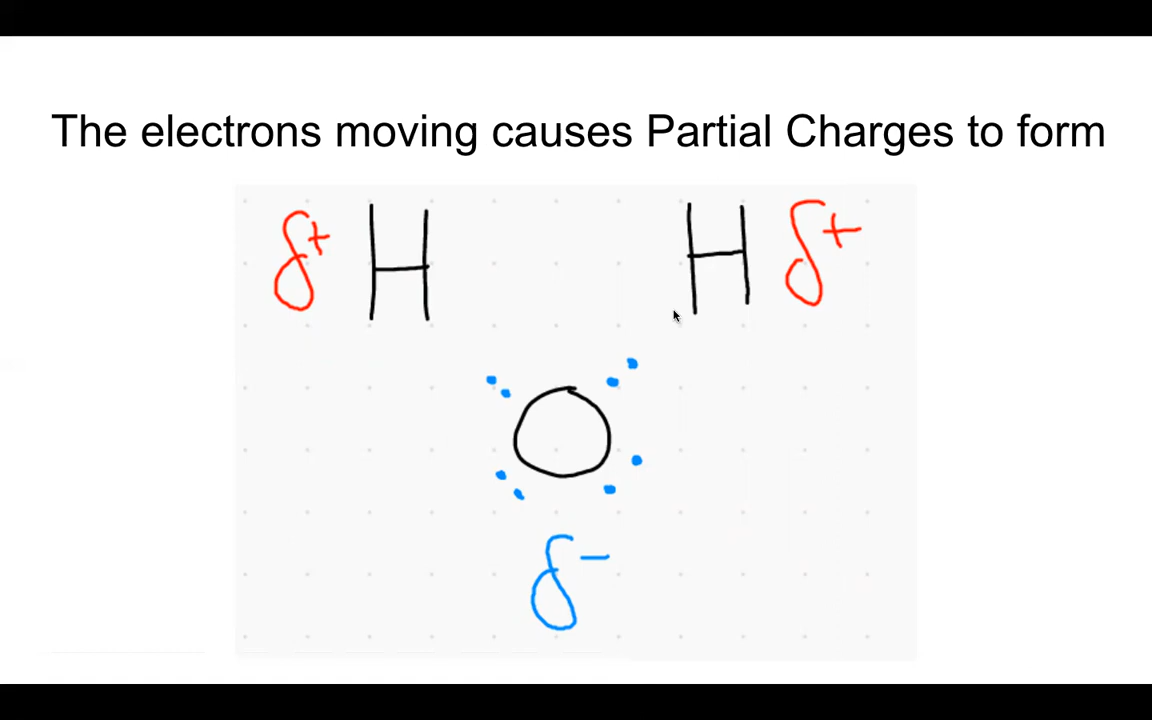 The electrons moving causes Partial Charges to form
δ+ H H δ+
O
δ-